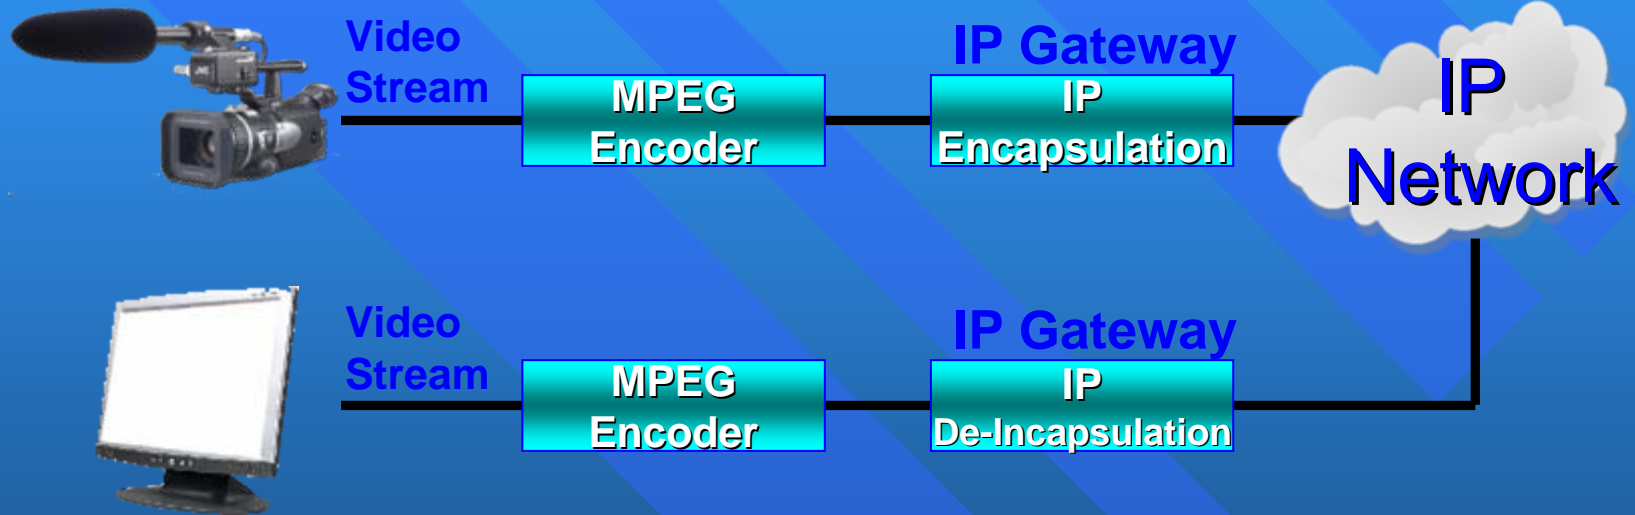 Video
Stream
MPEG
Encoder
IP Gateway
IP
Encapsulation
IP
Network
JVC
Video
Stream
MPEG
Encoder
IP Gateway
IP
De-Incapsulation